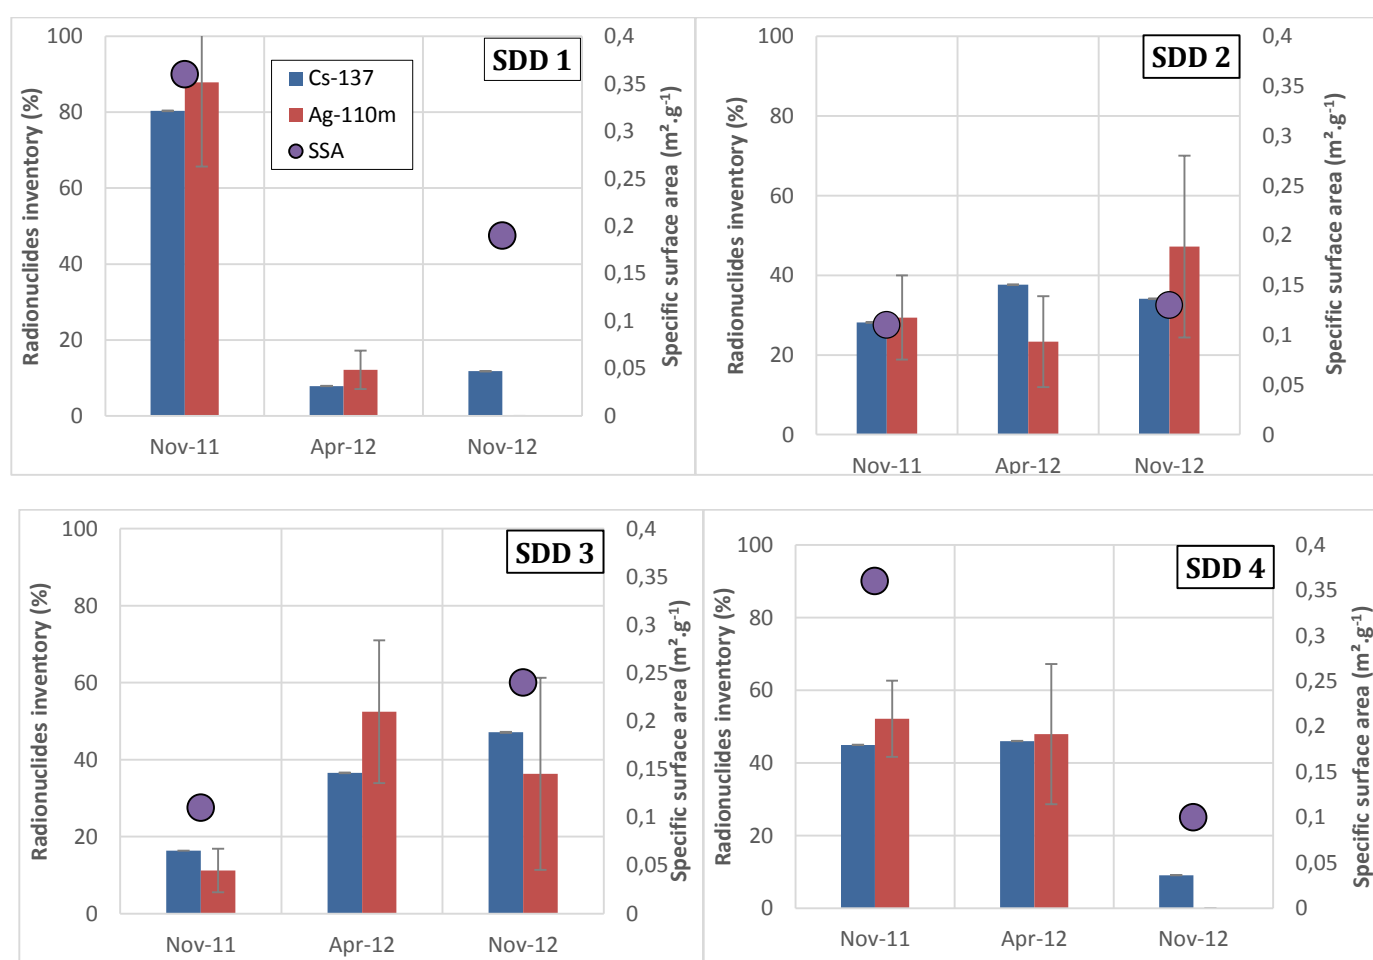 SDD 1
Radionuclides inventory (%)
100
80
60
40
20
0
Cs-137
Ag-110m
SSA
0,4
0,35
0,3
0,25
0,2
0,15
0,1
0,05
0
Specific surface area (m².g⁻¹)
Nov-11
Apr-12
Nov-12
SDD 2
Radionuclides inventory (%)
100
80
60
40
20
0
0,4
0,35
0,3
0,25
0,2
0,15
0,1
0,05
0
Specific surface area (m².g⁻¹)
Nov-11
Apr-12
Nov-12
SDD 3
Radionuclides inventory (%)
100
80
60
40
20
0
0,4
0,35
0,3
0,25
0,2
0,15
0,1
0,05
0
Specific surface area (m².g⁻¹)
Nov-11
Apr-12
Nov-12
SDD 4
Radionuclides inventory (%)
100
80
60
40
20
0
0,4
0,35
0,3
0,25
0,2
0,15
0,1
0,05
0
Specific surface area (m².g⁻¹)
Nov-11
Apr-12
Nov-12